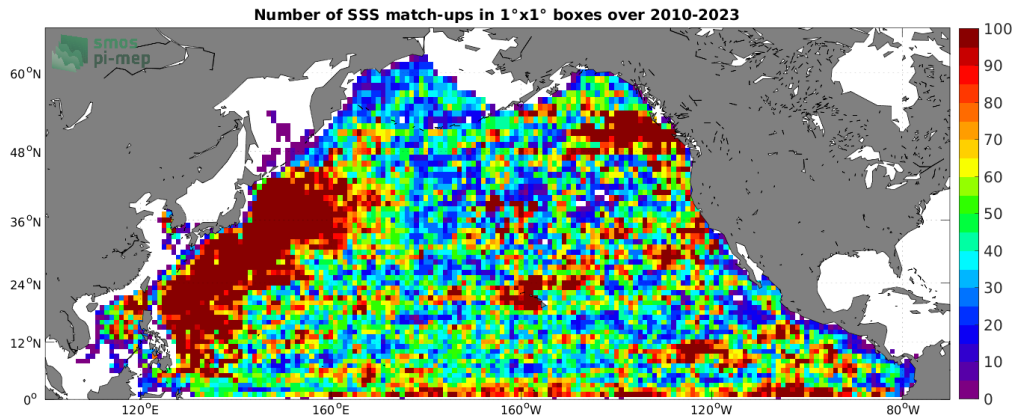 Number of SSS match-ups in 1°x1° boxes over 2010-2023
smos
pi-mep
60°N
48°N
36°N
24°N
12°N
0°
120°E
160°E
160°W
120°W
80°W
100
90
80
70
60
50
40
30
20
10
0